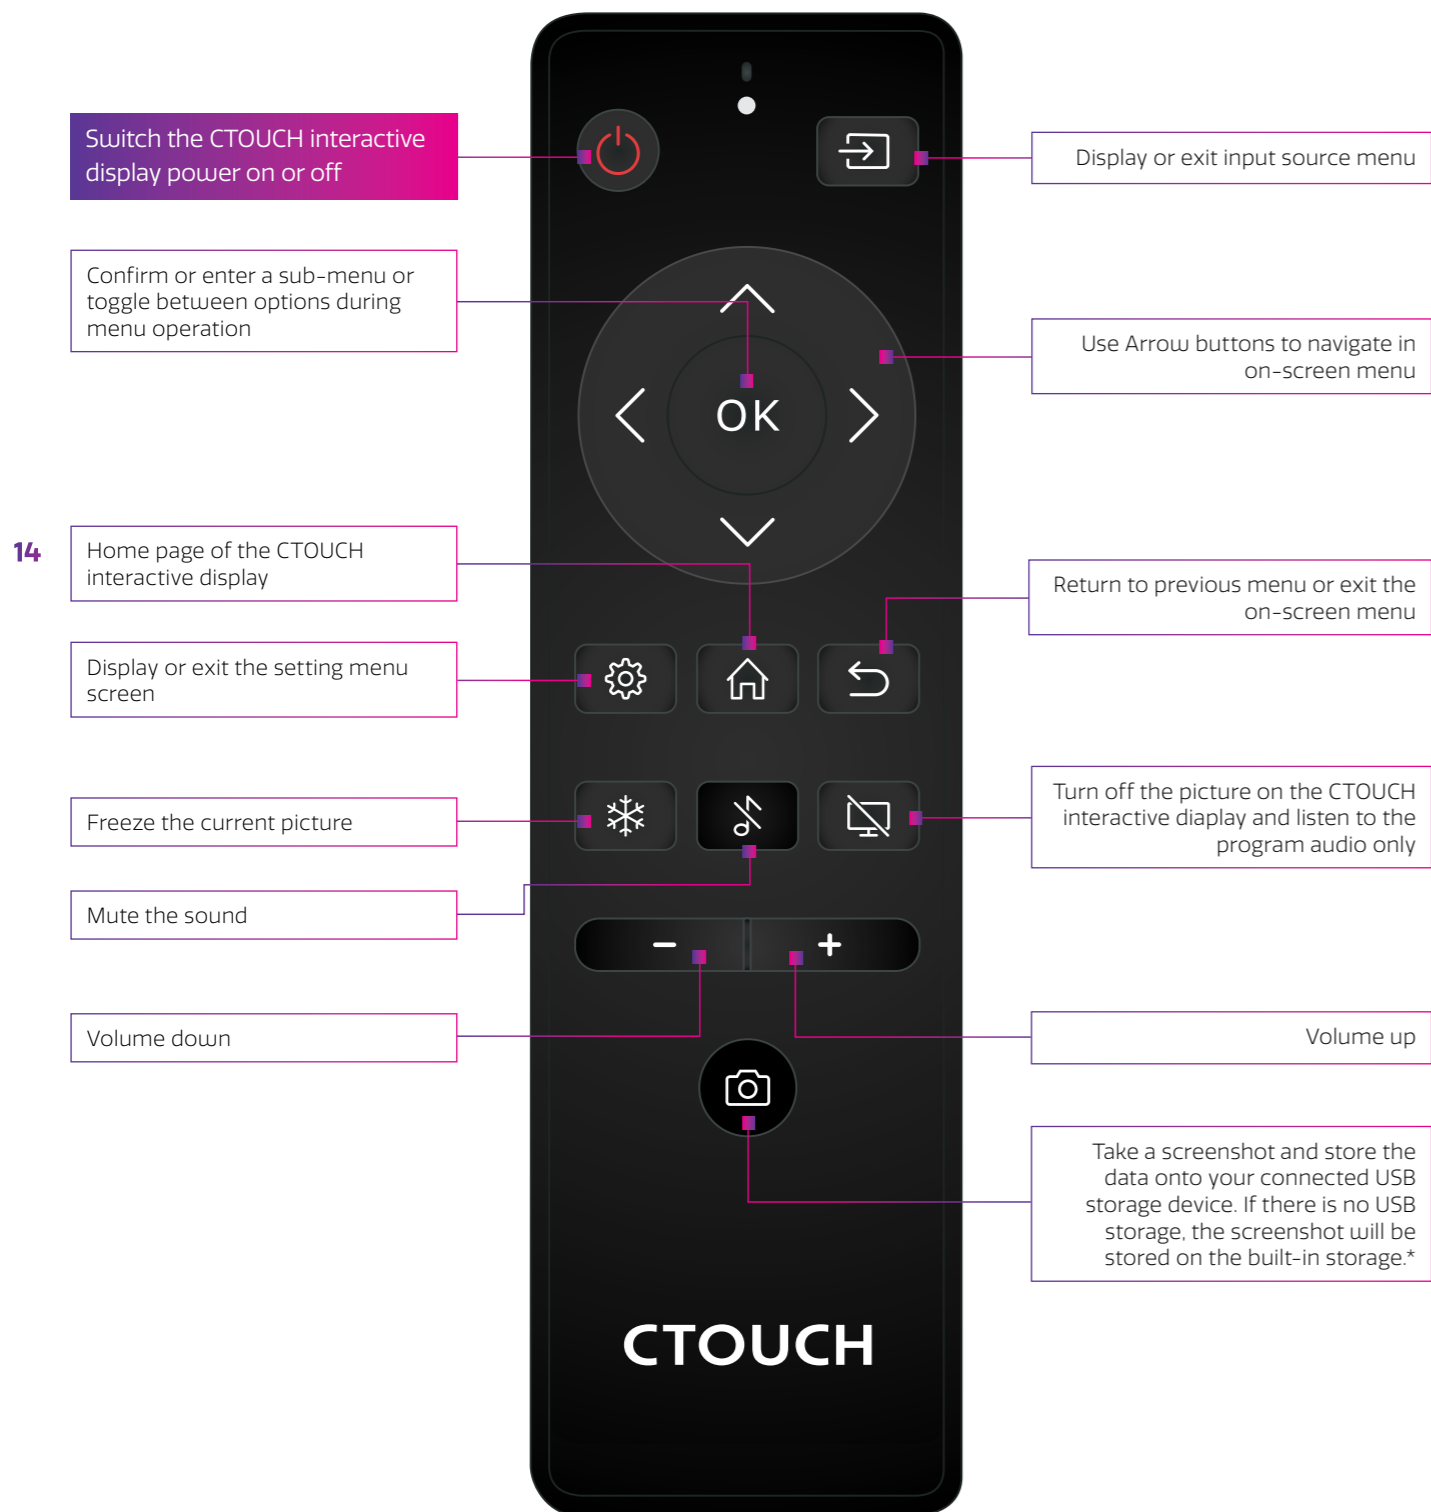 Switch the CTOUCH interactive
display power on or off
Display or exit input source menu
Confirm or enter a sub-menu or
toggle between options during
menu operation
Use Arrow buttons to navigate in
on-screen menu
OK
14
Home page of the CTOUCH
interactive display
Return to previous menu or exit the
on-screen menu
Display or exit the setting menu
screen
Turn off the picture on the CTOUCH
interactive diaplay and listen to the
program audio only
Freeze the current picture
Mute the sound
− +
Volume down
Volume up
Take a screenshot and store the
data onto your connected USB
storage device. If there is no USB
storage, the screenshot will be
stored on the built-in storage.*
CTOUCH